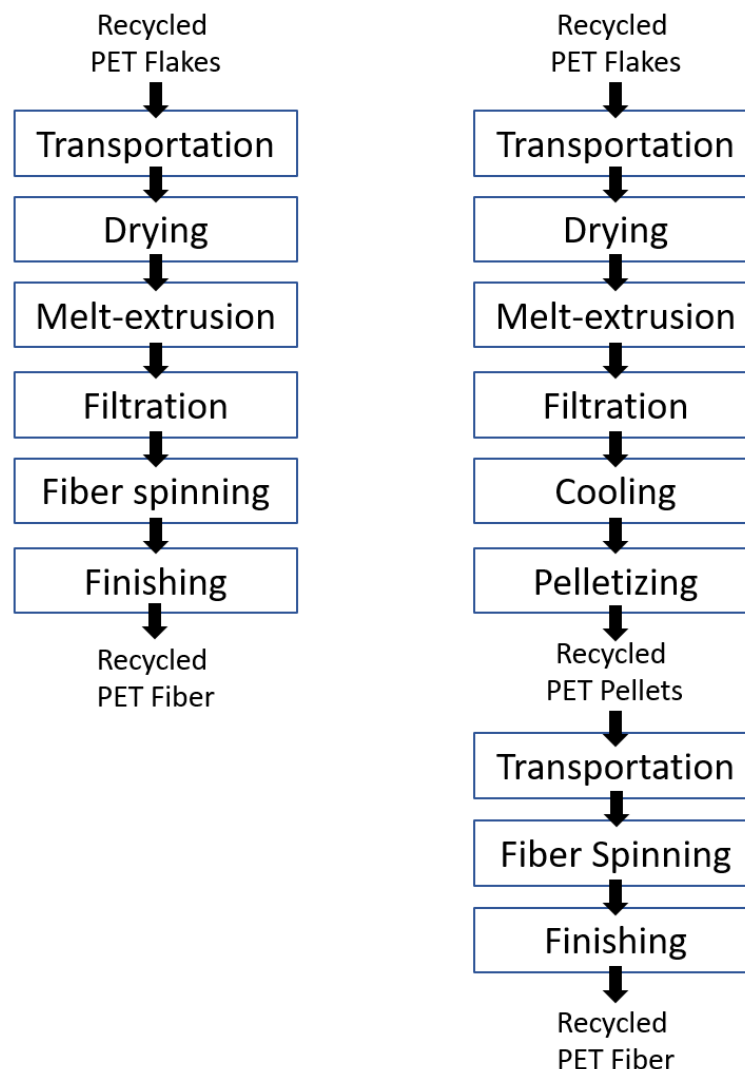 Recycled
PET Flakes
Transportation
Drying
Melt-extrusion
Filtration
Fiber spinning
Finishing
Recycled
PET Fiber
Recycled
PET Flakes
Transportation
Drying
Melt-extrusion
Filtration
Cooling
Pelletizing
Recycled
PET Pellets
Transportation
Fiber Spinning
Finishing
Recycled
PET Fiber